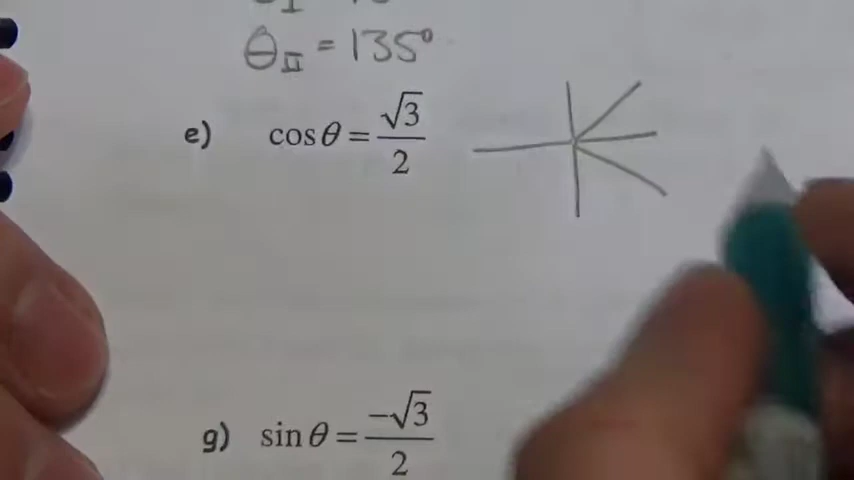 θ_II = 135°
e) cos θ = √3/2
g) sin θ = -√3/2